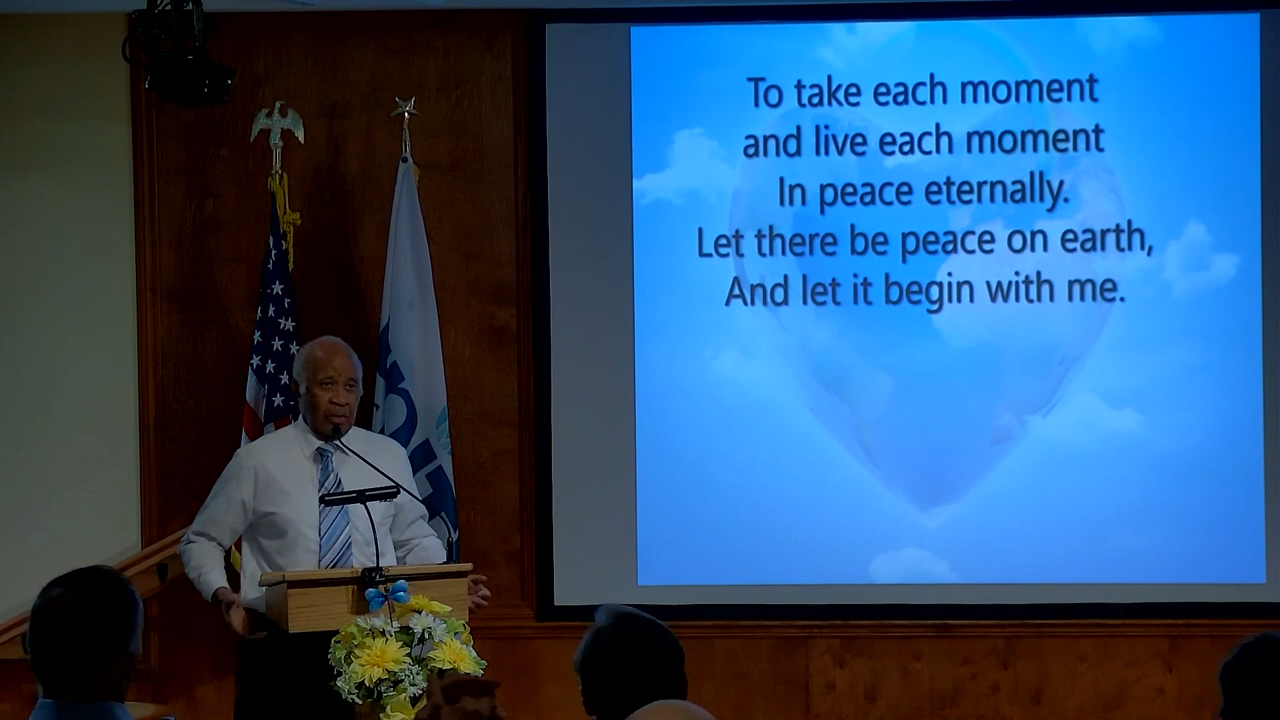 To take each moment
and live each moment
In peace eternally.
Let there be peace on earth,
And let it begin with me.